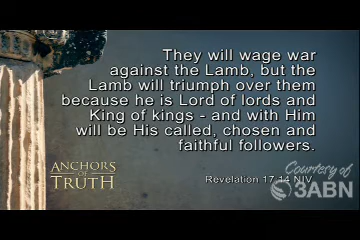 They will wage war
against the Lamb, but the
Lamb will triumph over them
because he is Lord of lords and
King of kings - and with Him
will be His called, chosen and
faithful followers.
ANCHORS
OF
TRUTH
Revelation 17:14 NIV
Courtesy of
3ABN